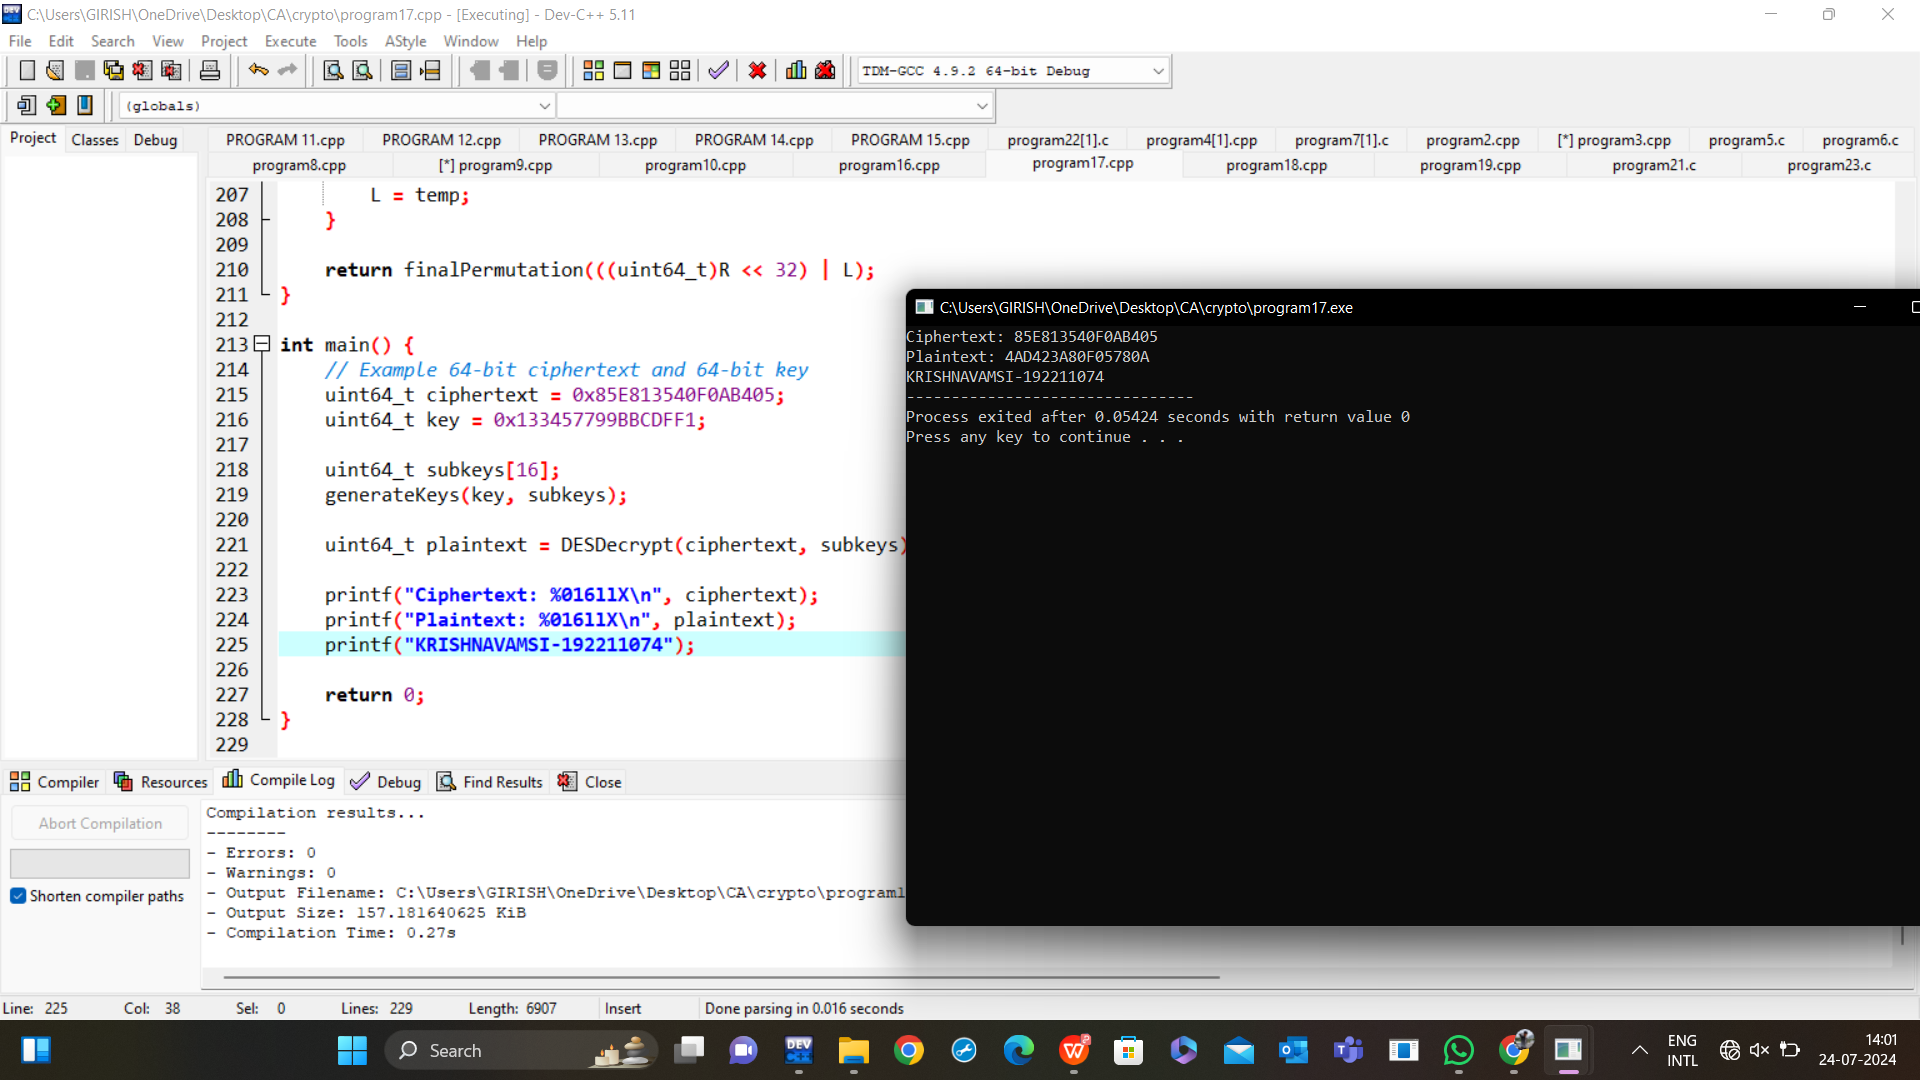 C:\Users\GIRISH\OneDrive\Desktop\CA\crypto\program17.cpp - [Executing] - Dev-C++ 5.11
File Edit Search View Project Execute Tools AStyle Window Help
TDM-GCC 4.9.2 64-bit Debug
(globals)
Project Classes Debug
PROGRAM 11.cpp PROGRAM 12.cpp PROGRAM 13.cpp PROGRAM 14.cpp PROGRAM 15.cpp program22[1].c program4[1].cpp program7[1].c program2.cpp [*] program3.cpp program5.c program6.c
program8.cpp [*] program9.cpp program10.cpp program16.cpp program17.cpp program18.cpp program19.cpp program21.c program23.c
207 L = temp;
208 }
209
210 return finalPermutation(((uint64_t)R << 32) | L);
211 }
212
213 int main() {
214 // Example 64-bit ciphertext and 64-bit key
215 uint64_t ciphertext = 0x85E813540F0AB405;
216 uint64_t key = 0x133457799BBCDFF1;
217
218 uint64_t subkeys[16];
219 generateKeys(key, subkeys);
220
221 uint64_t plaintext = DESDecrypt(ciphertext, subkeys)
222
223 printf("Ciphertext: %016llX\n", ciphertext);
224 printf("Plaintext: %016llX\n", plaintext);
225 printf("KRISHNAVAMSI-192211074");
226
227 return 0;
228 }
229
C:\Users\GIRISH\OneDrive\Desktop\CA\crypto\program17.exe
Ciphertext: 85E813540F0AB405
Plaintext: 4AD423A80F05780A
KRISHNAVAMSI-192211074
--------------------------------
Process exited after 0.05424 seconds with return value 0
Press any key to continue . . .
Compiler Resources Compile Log Debug Find Results Close
Abort Compilation
Shorten compiler paths
Compilation results...
--------
- Errors: 0
- Warnings: 0
- Output Filename: C:\Users\GIRISH\OneDrive\Desktop\CA\crypto\program1
- Output Size: 157.181640625 KiB
- Compilation Time: 0.27s
Line: 225 Col: 38 Sel: 0 Lines: 229 Length: 6907 Insert Done parsing in 0.016 seconds
Search
DEV C++
ENG
INTL
14:01
24-07-2024